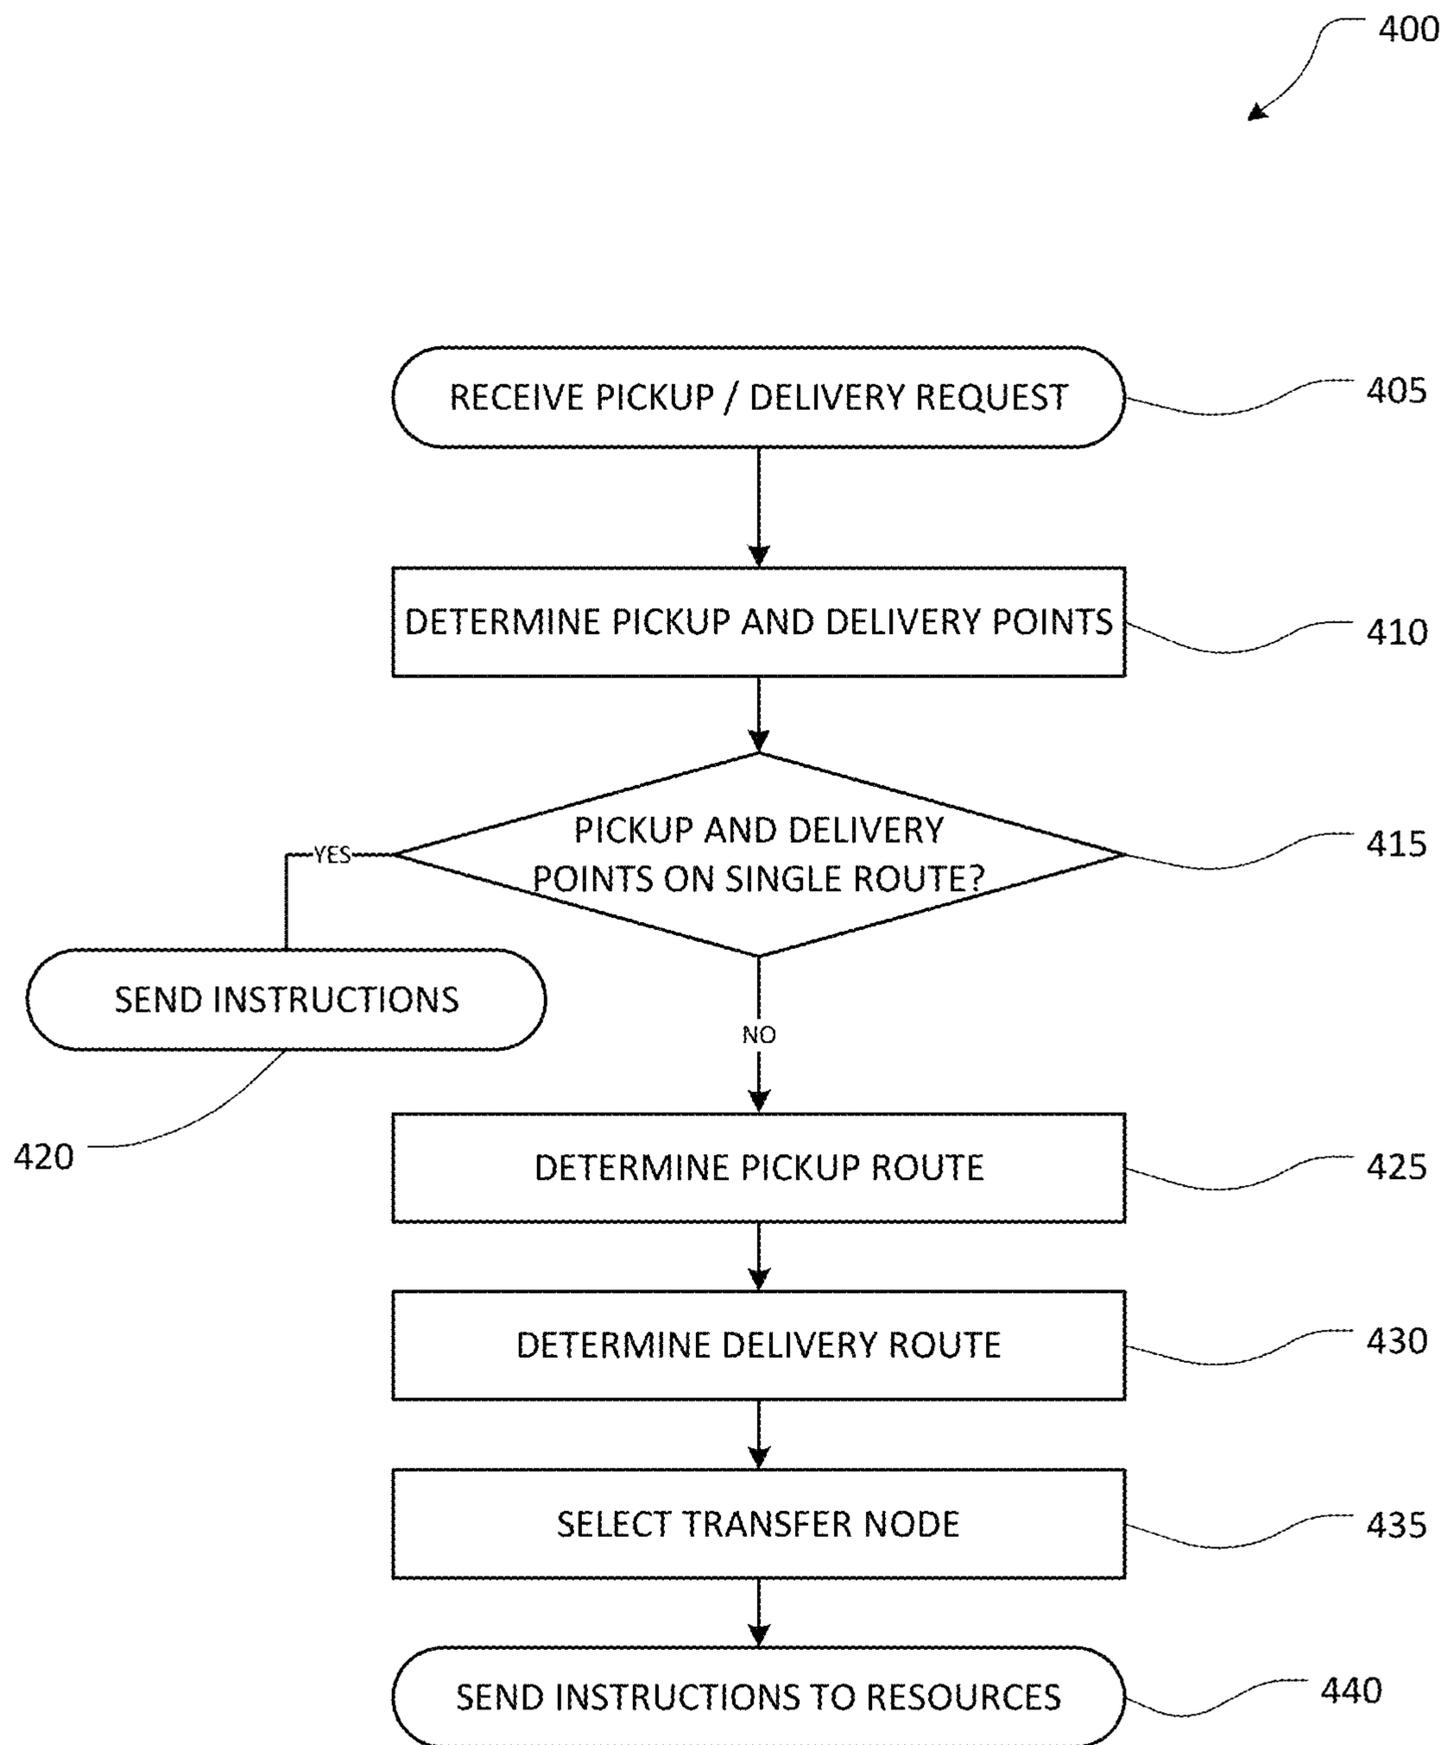 400
RECEIVE PICKUP / DELIVERY REQUEST
405
DETERMINE PICKUP AND DELIVERY POINTS
410
PICKUP AND DELIVERY
POINTS ON SINGLE ROUTE?
415
YES
SEND INSTRUCTIONS
420
NO
DETERMINE PICKUP ROUTE
425
DETERMINE DELIVERY ROUTE
430
SELECT TRANSFER NODE
435
SEND INSTRUCTIONS TO RESOURCES
440